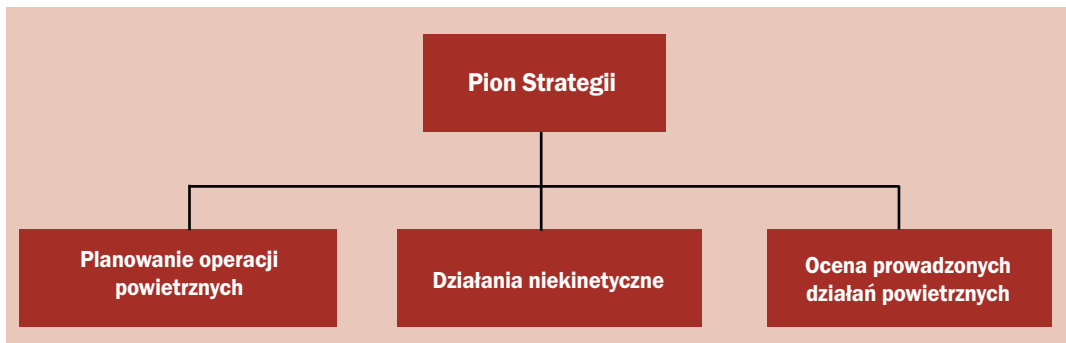 Pion Strategii
Planowanie operacji
powietrznych
Działania niekinetyczne
Ocena prowadzonych
działań powietrznych